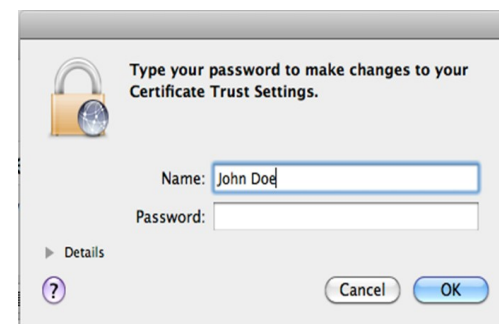 Type your password to make changes to your
Certificate Trust Settings.
Name: John Doe
Password:
Details
?
Cancel OK